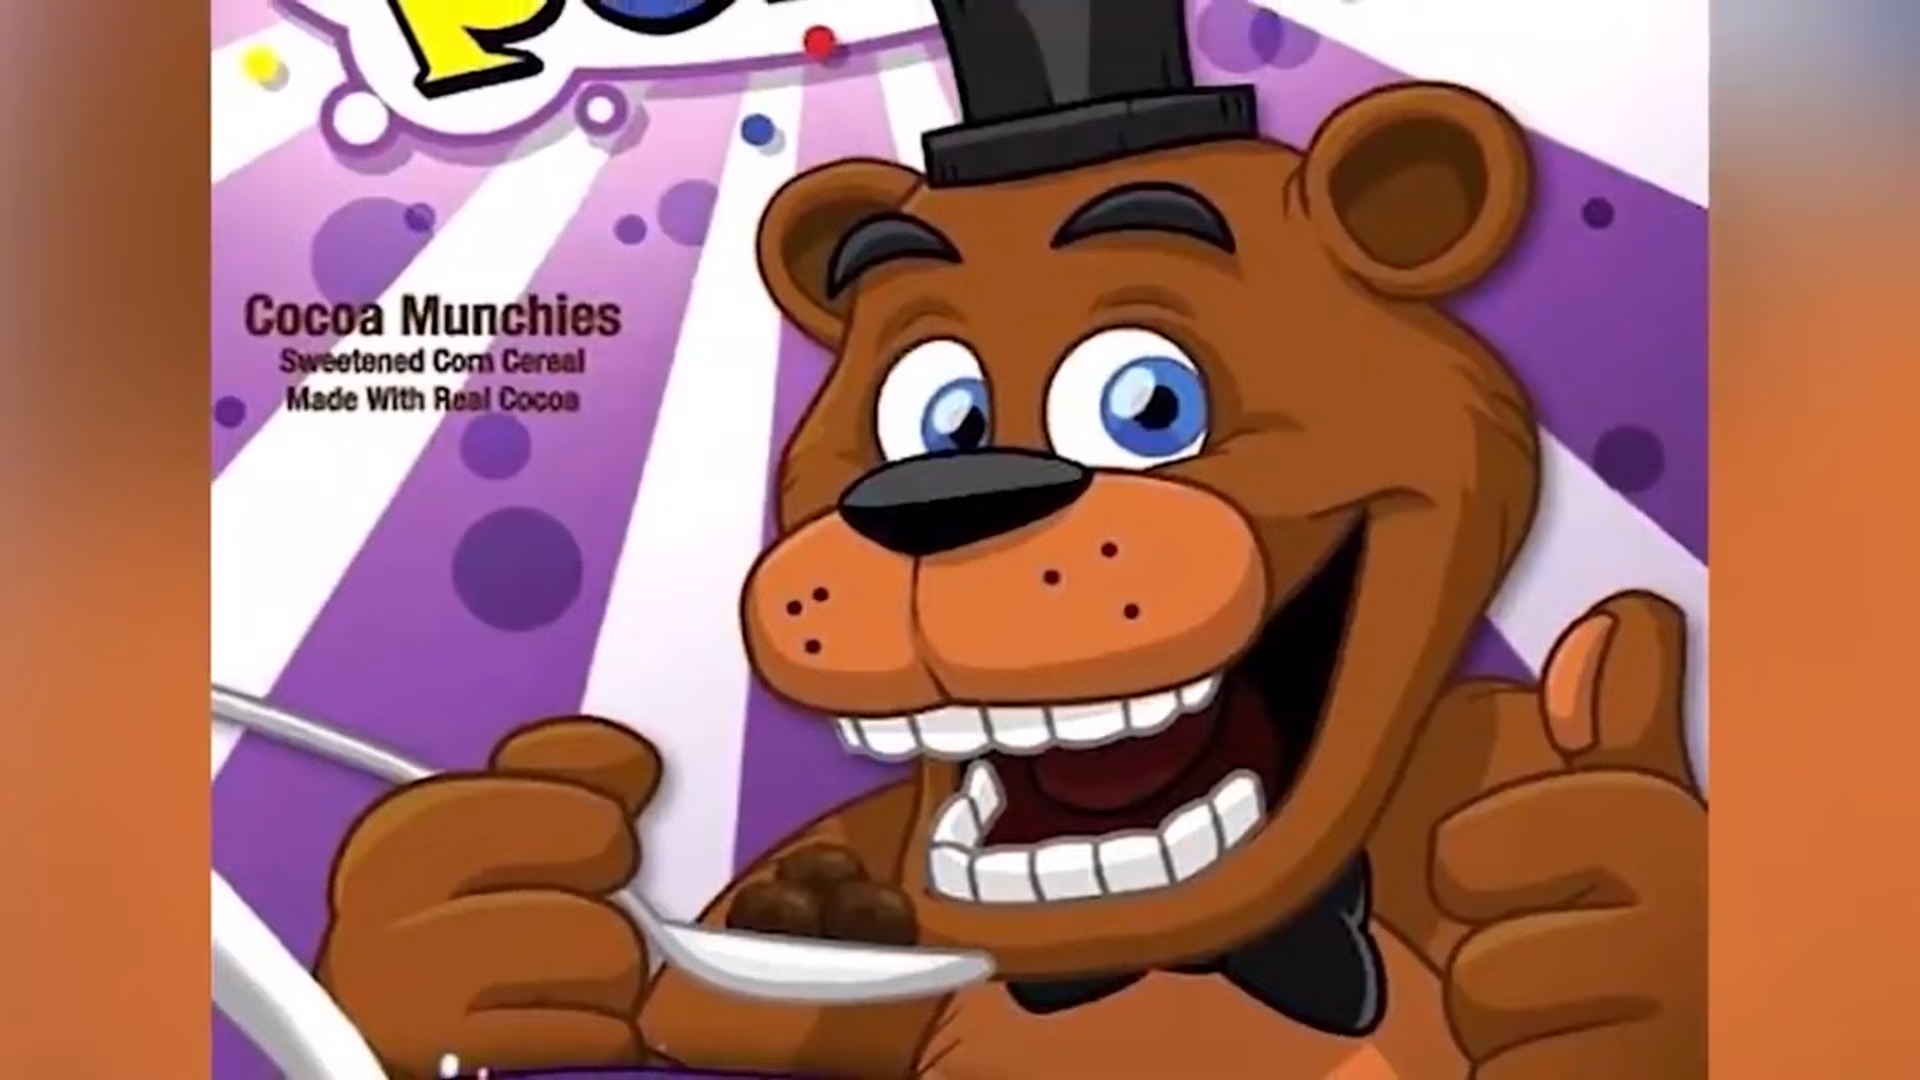 Cocoa Munchies
Sweetened Corn Cereal
Made With Real Cocoa